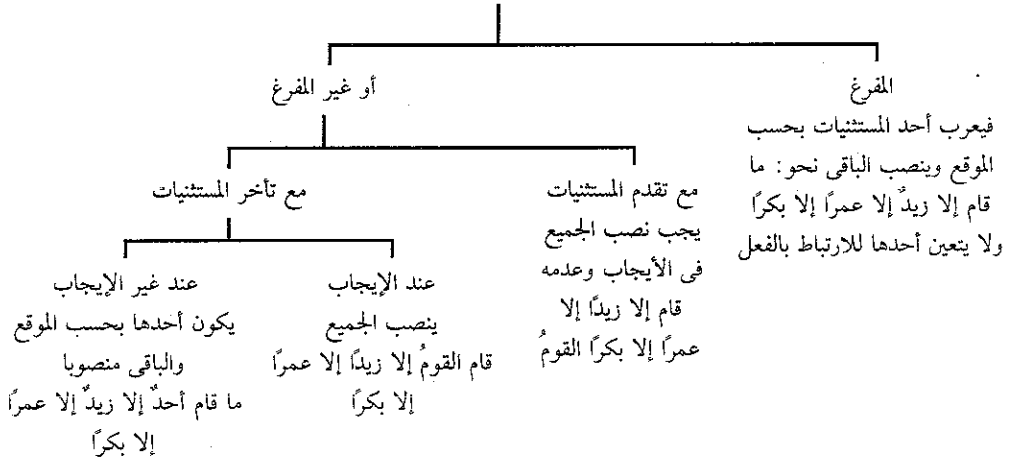 المفرغ
فيعرب أحد المستثنيات بحسب
الموقع وينصب الباقى نحو: ما
قام إلا زيدٌ إلا عمرًا إلا بكرًا
ولا يتعين أحدها للارتباط بالفعل
أو غير المفرغ
مع تقدم المستثنيات
يجب نصب الجميع
فى الأيجاب وعدمه
قام إلا زيدًا إلا
عمرًا إلا بكرًا القومُ
مع تأخر المستثنيات
عند الإيجاب
ينصب الجميع
قام القومُ إلا زيدًا إلا عمرًا
إلا بكرًا
عند غير الإيجاب
يكون أحدها بحسب الموقع
والباقى منصوبا
ما قام أحدٌ إلا زيدٌ إلا عمرًا
إلا بكرًا